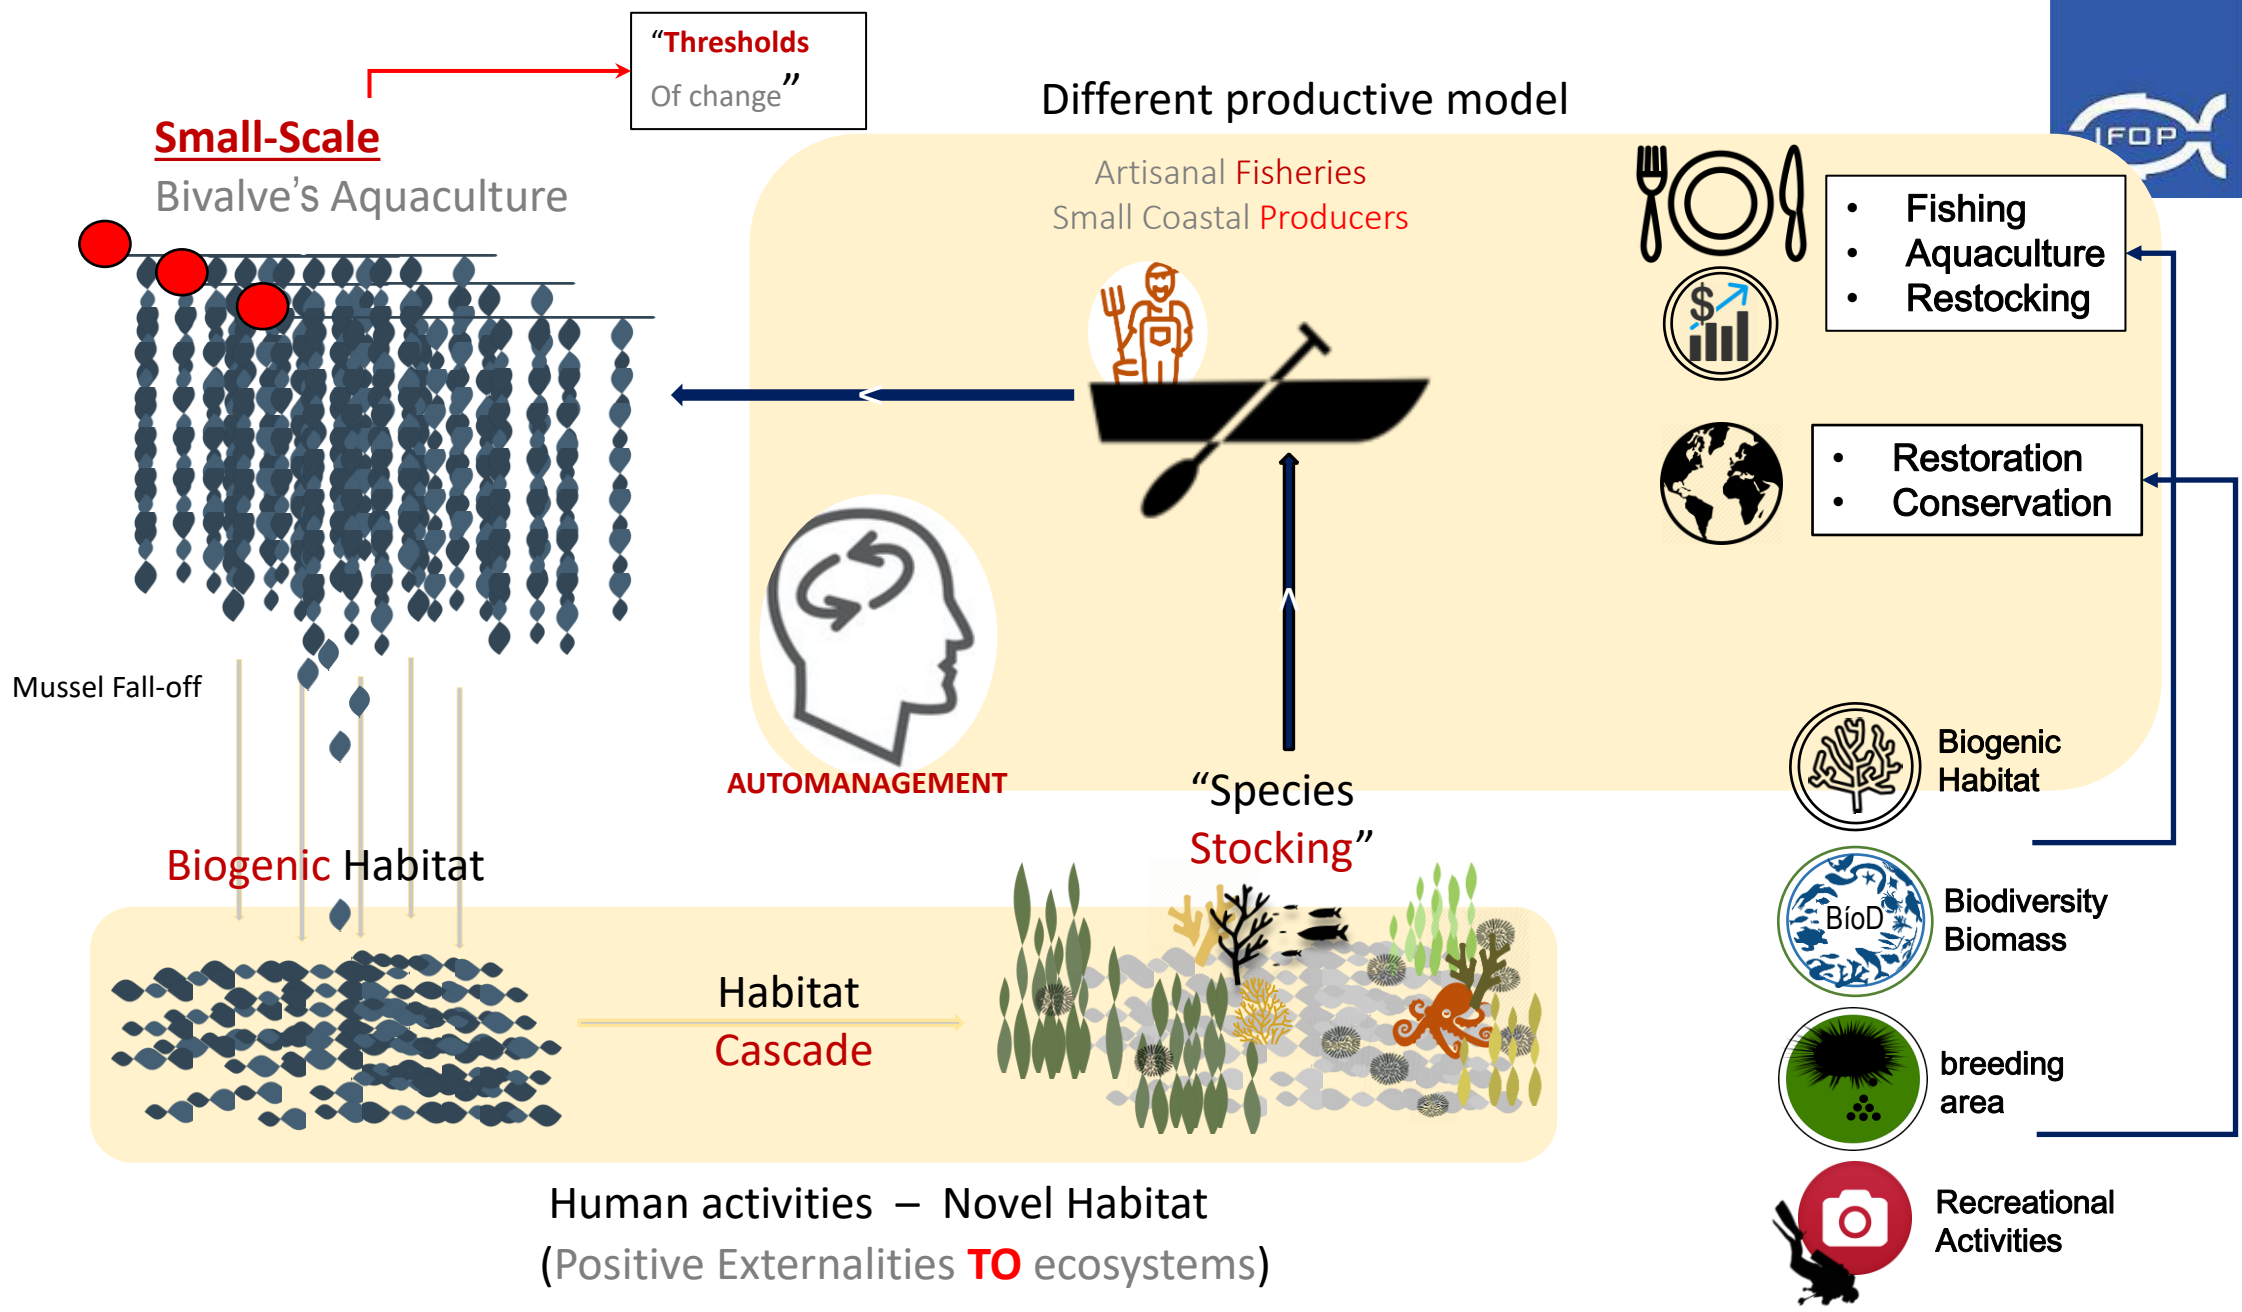 “Thresholds
Of change”
Small-Scale
Bivalve’s Aquaculture
Different productive model
IFOP
Artisanal Fisheries
Small Coastal Producers
• Fishing
• Aquaculture
• Restocking
$
• Restoration
• Conservation
Mussel Fall-off
AUTOMANAGEMENT
“Species
Stocking”
Biogenic
Habitat
Biogenic Habitat
BíoD
Biodiversity
Biomass
Habitat
Cascade
breeding
area
Human activities – Novel Habitat
(Positive Externalities TO ecosystems)
Recreational
Activities